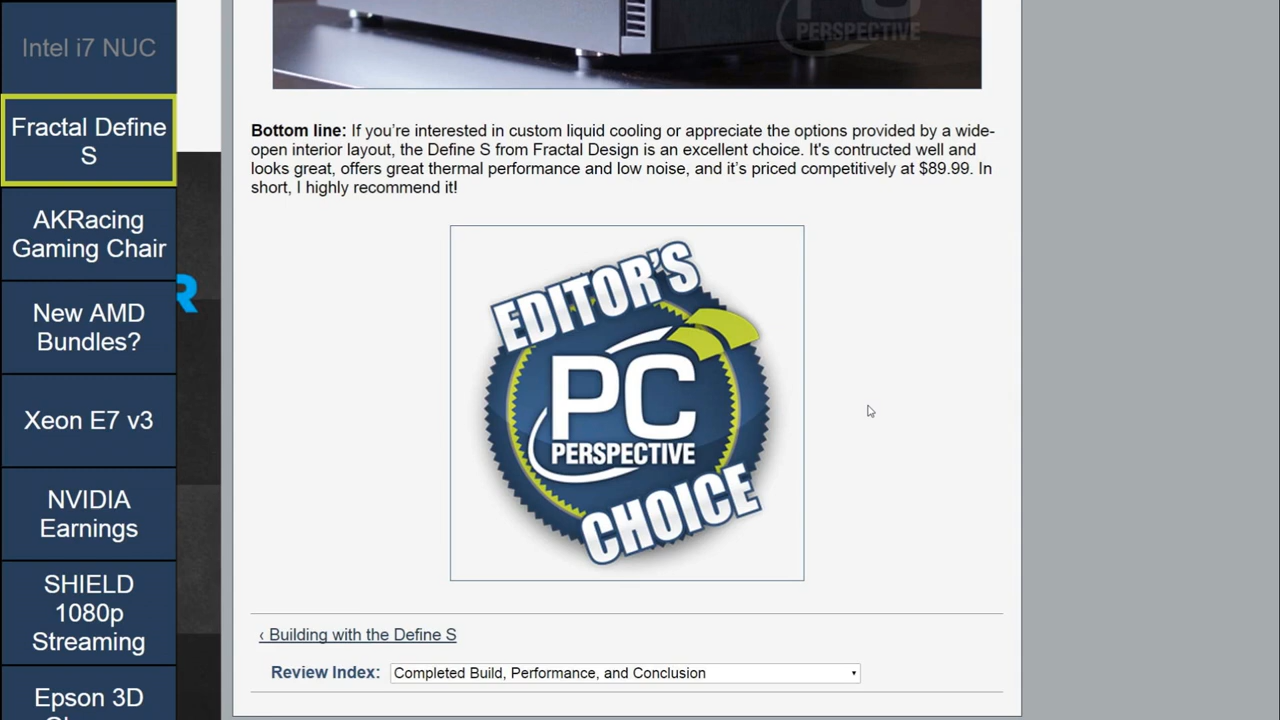 Intel i7 NUC
Fractal Define
S
AKRacing
Gaming Chair
New AMD
Bundles?
Xeon E7 v3
NVIDIA
Earnings
SHIELD
1080p
Streaming
Epson 3D
R
PC
PERSPECTIVE
Bottom line: If you’re interested in custom liquid cooling or appreciate the options provided by a wide-
open interior layout, the Define S from Fractal Design is an excellent choice. It's contructed well and
looks great, offers great thermal performance and low noise, and it’s priced competitively at $89.99. In
short, I highly recommend it!
EDITOR'S
PC
PERSPECTIVE
CHOICE
‹ Building with the Define S
Review Index: Completed Build, Performance, and Conclusion